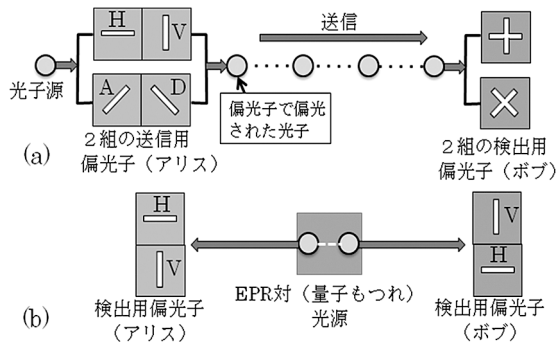 H
V
送信
光子源
A
D
偏光子で偏光
された光子
(a)
2組の送信用
偏光子(アリス)
2組の検出用
偏光子(ボブ)
H
V
V
H
EPR対(量子もつれ)
光源
(b)
検出用偏光子
(アリス)
検出用偏光子
(ボブ)